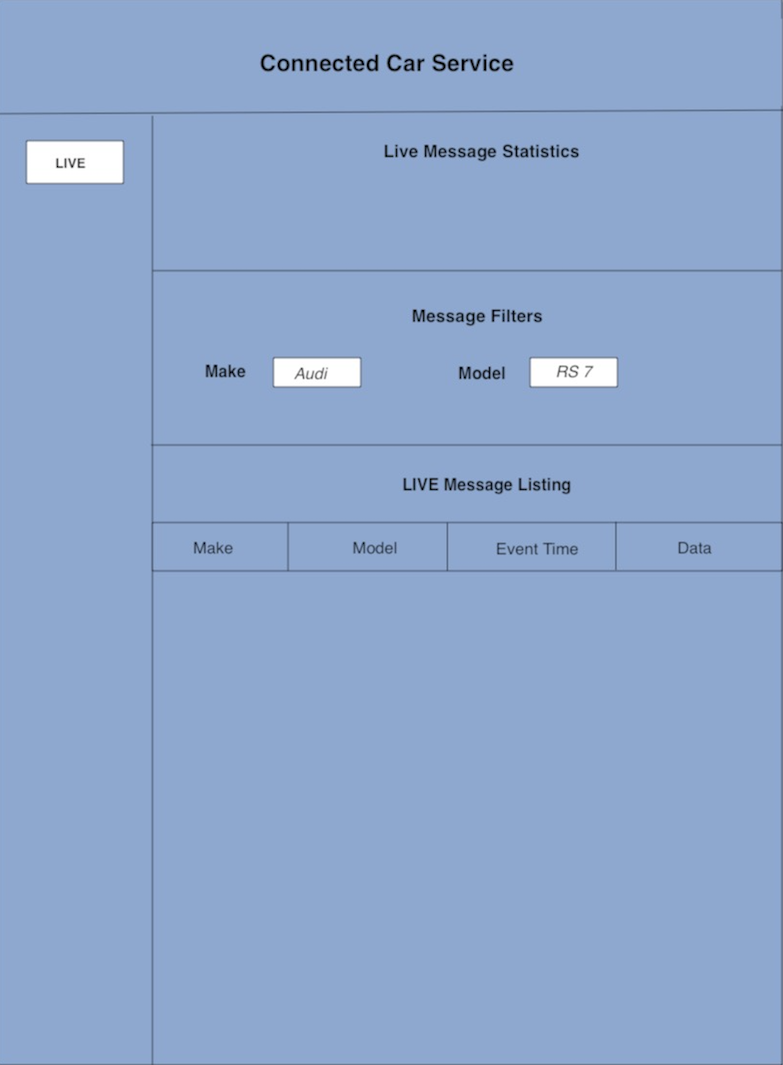 Connected Car Service
LIVE
Live Message Statistics
Message Filters
Make Audi Model RS 7
LIVE Message Listing
Make Model Event Time Data